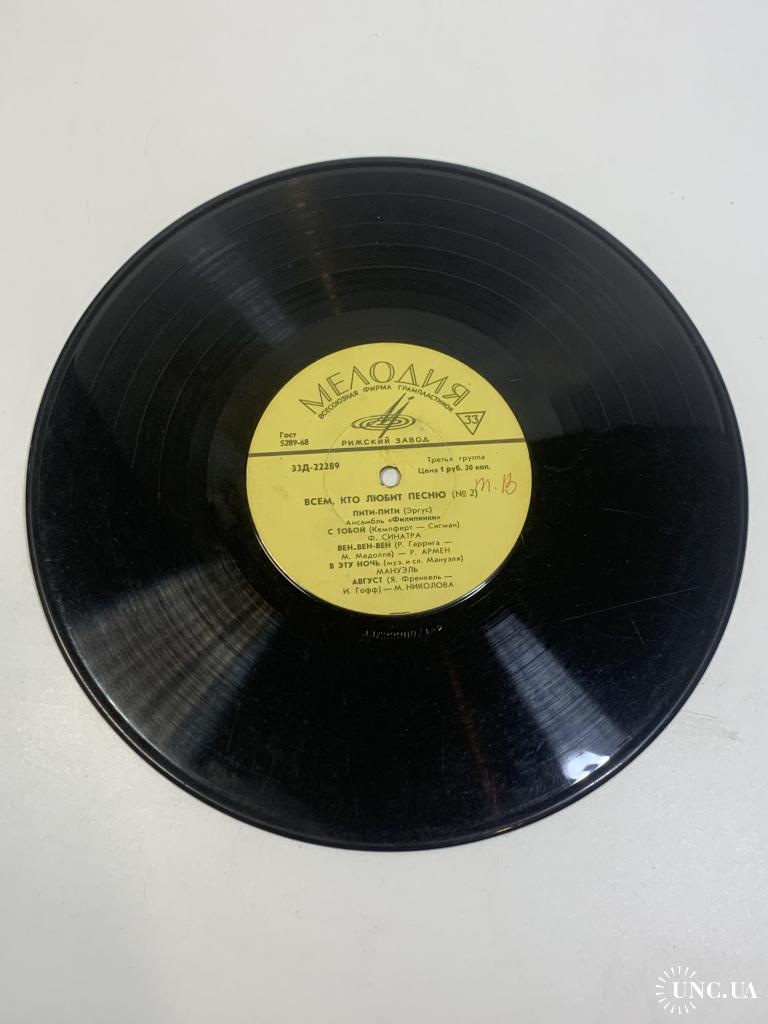 МЕЛОДИЯ
ВСЕСОЮЗНАЯ ФИРМА ГРАМПЛАСТИНОК
33
Гост
5289-68
РИЖСКИЙ ЗАВОД
33Д-22289
Третья группа
Цена 1 руб. 30 коп.
ВСЕМ, КТО ЛЮБИТ ПЕСНЮ (№ 2)
т.В
ПИТИ-ПИТИ (Эргус)
Ансамбль «Филипинки»
С ТОБОЙ (Кемпферт — Сигман)
Ф. СИНАТРА
ВЕН-ВЕН-ВЕН (Р. Гаррига —
М. Медолла) — Р. АРМЕН
В ЭТУ НОЧЬ (муз. и сл. Мануэля)
МАНУЭЛЬ
АВГУСТ (Я. Френкель —
И. Гофф) — М. НИКОЛОВА
UNC.UA